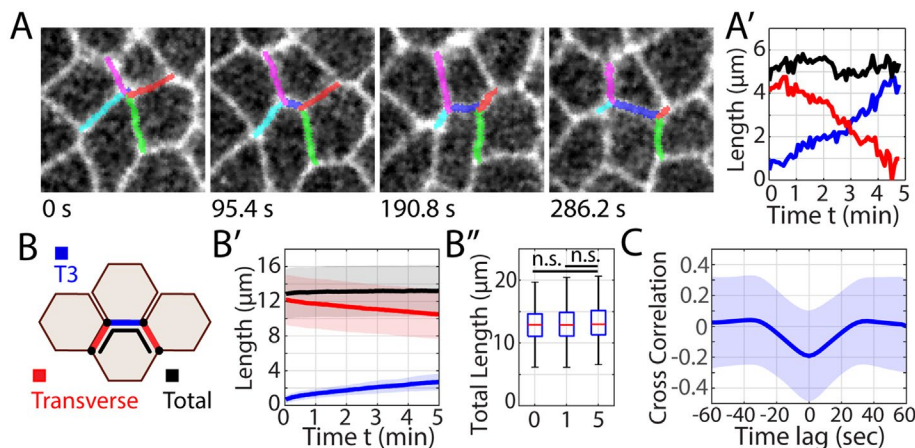 A
0 s
95.4 s
190.8 s
286.2 s
A′
Length (μm)
6
4
2
0
0 1 2 3 4 5
Time t (min)
B
T3
Transverse
Total
B′
Length (μm)
16
12
8
4
0
0 1 2 3 4 5
Time t (min)
B″
Total Length (μm)
n.s. n.s.
20
10
0
0 1 5
C
Cross Correlation
0.4
0.2
0
-0.2
-0.4
-60 -40 -20 0 20 40 60
Time lag (sec)